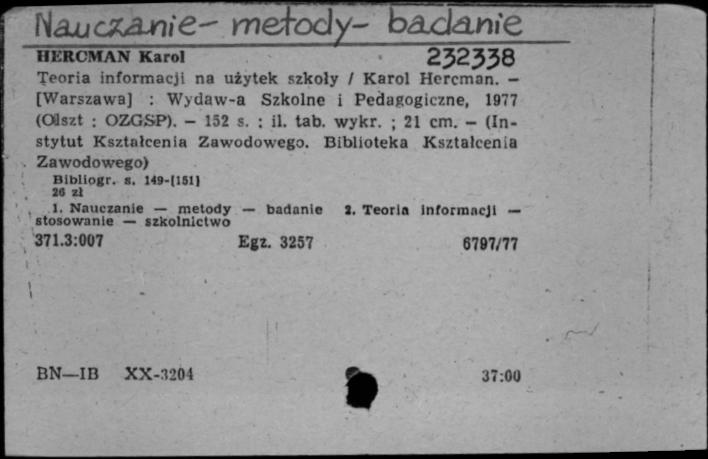 Nauczanie - metody - badanie
HERCMAN Karol 232338
Teoria informacji na użytek szkoły / Karol Hercman. —
[Warszawa] : Wydaw-a Szkolne i Pedagogiczne, 1977
(Olszt : OZGSP). — 152 s. : il. tab. wykr. ; 21 cm. — (In-
stytut Kształcenia Zawodowego. Biblioteka Kształcenia
Zawodowego)
Bibliogr. s. 149-[151]
26 zł
1. Nauczanie — metody — badanie 2. Teoria informacji —
stosowanie — szkolnictwo
371.3:007 Egz. 3257 6797/77
BN—IB XX-3204 37:00